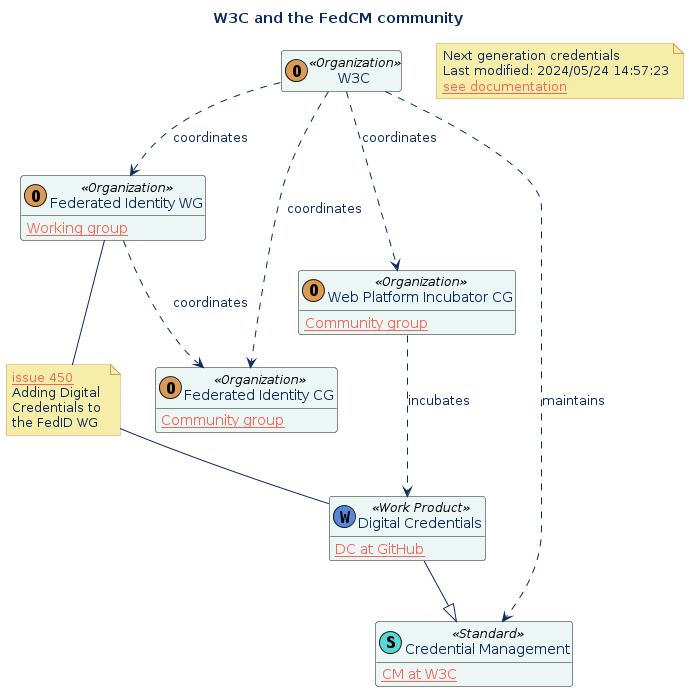 W3C and the FedCM community
Next generation credentials
Last modified: 2024/05/24 14:57:23
see documentation
O
«Organization»
W3C
coordinates
coordinates
coordinates
maintains
O
«Organization»
Federated Identity WG
Working group
coordinates
O
«Organization»
Web Platform Incubator CG
Community group
issue 450
Adding Digital
Credentials to
the FedID WG
O
«Organization»
Federated Identity CG
Community group
incubates
W
«Work Product»
Digital Credentials
DC at GitHub
S
«Standard»
Credential Management
CM at W3C